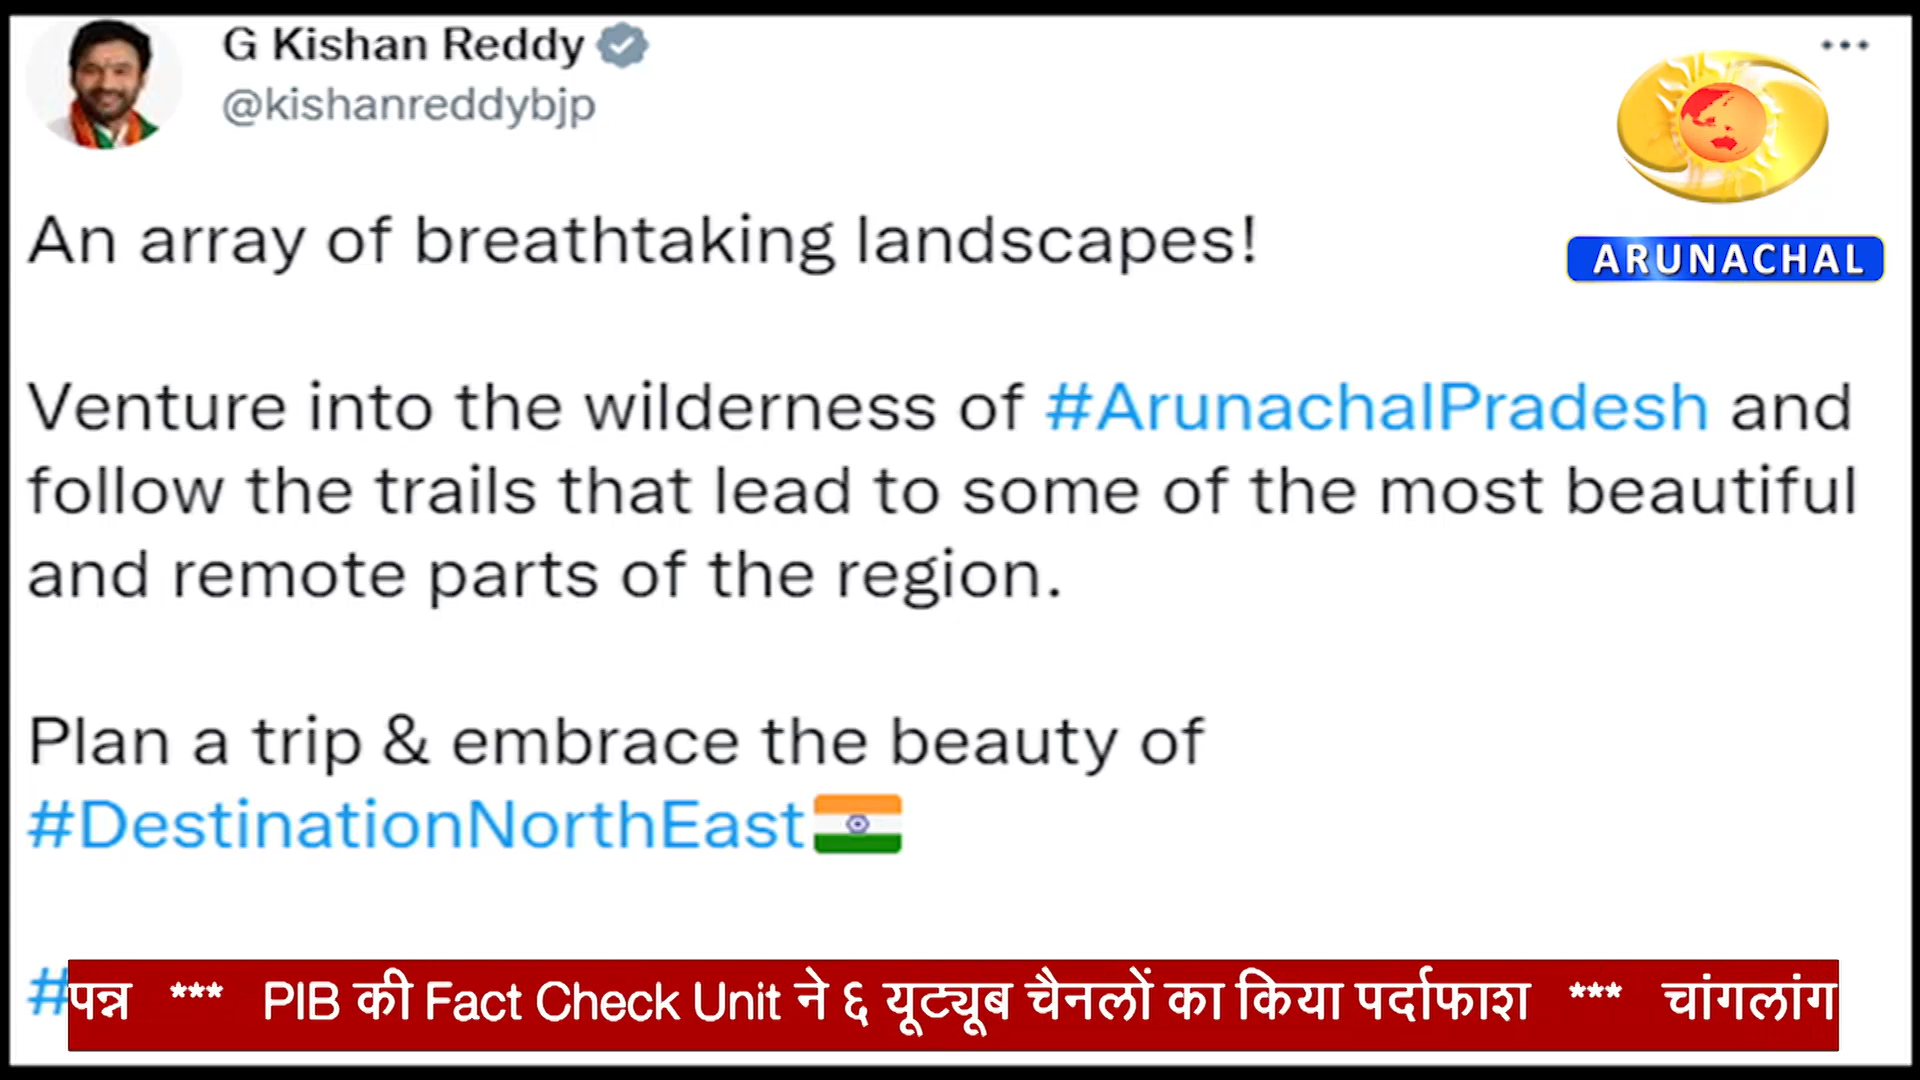 G Kishan Reddy
@kishanreddybjp
ARUNACHAL
An array of breathtaking landscapes!
Venture into the wilderness of #ArunachalPradesh and
follow the trails that lead to some of the most beautiful
and remote parts of the region.
Plan a trip & embrace the beauty of
#DestinationNorthEast
#
पन्न *** PIB की Fact Check Unit ने ६ यूट्यूब चैनलों का किया पर्दाफाश *** चांगलांग